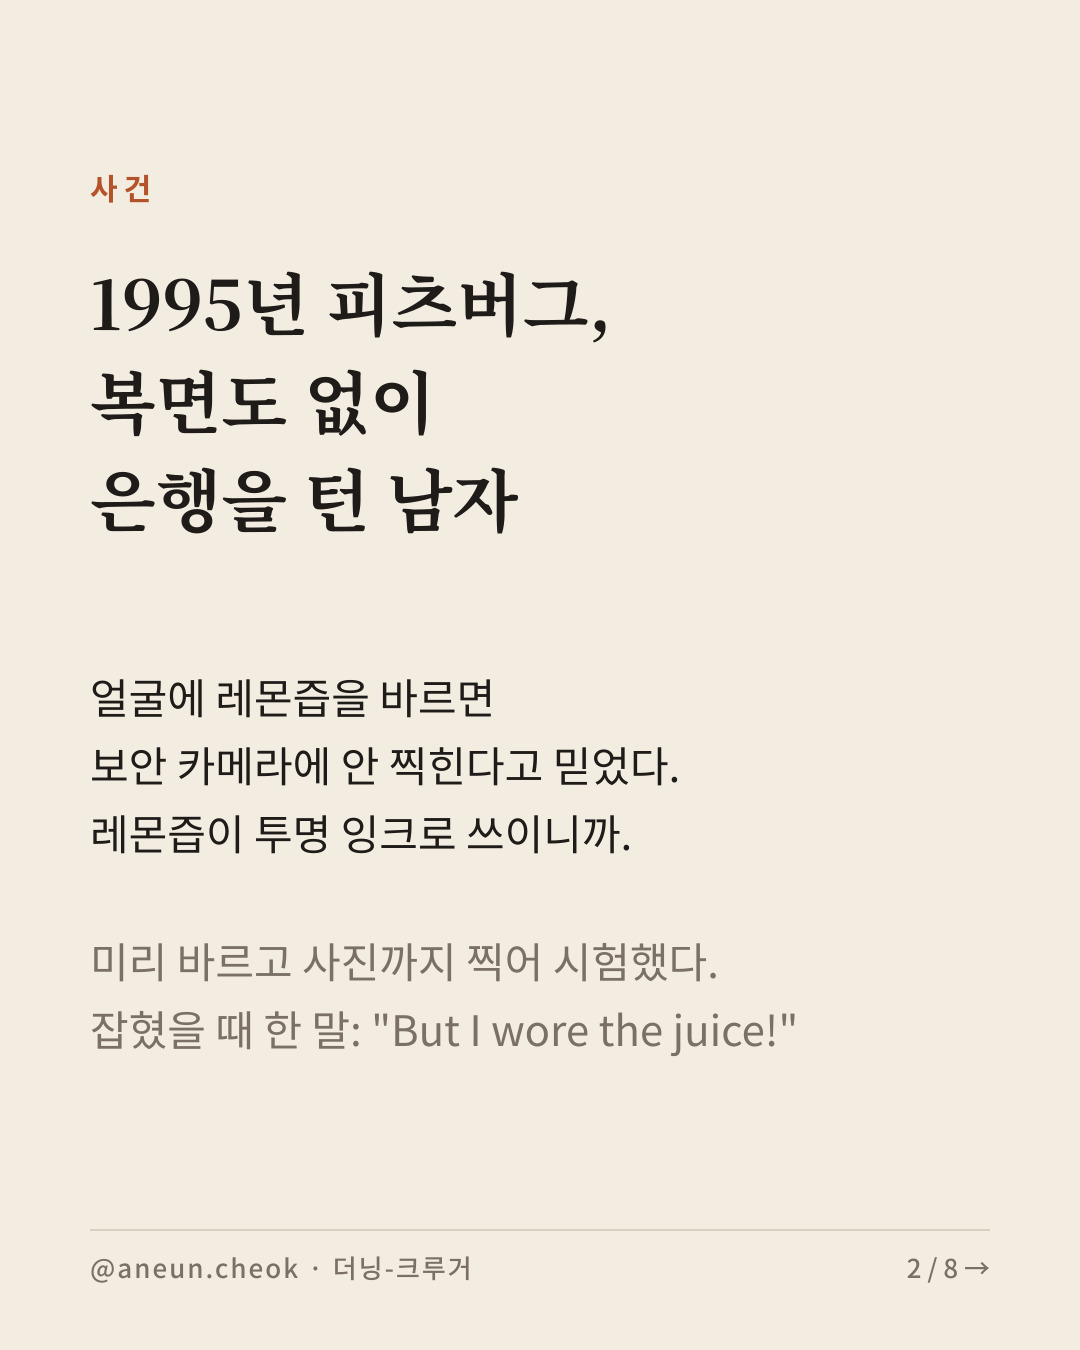 사건
1995년 피츠버그,
복면도 없이
은행을 턴 남자
얼굴에 레몬즙을 바르면
보안 카메라에 안 찍힌다고 믿었다.
레몬즙이 투명 잉크로 쓰이니까.
미리 바르고 사진까지 찍어 시험했다.
잡혔을 때 한 말: "But I wore the juice!"
@aneun.cheok · 더닝-크루거
2 / 8 →